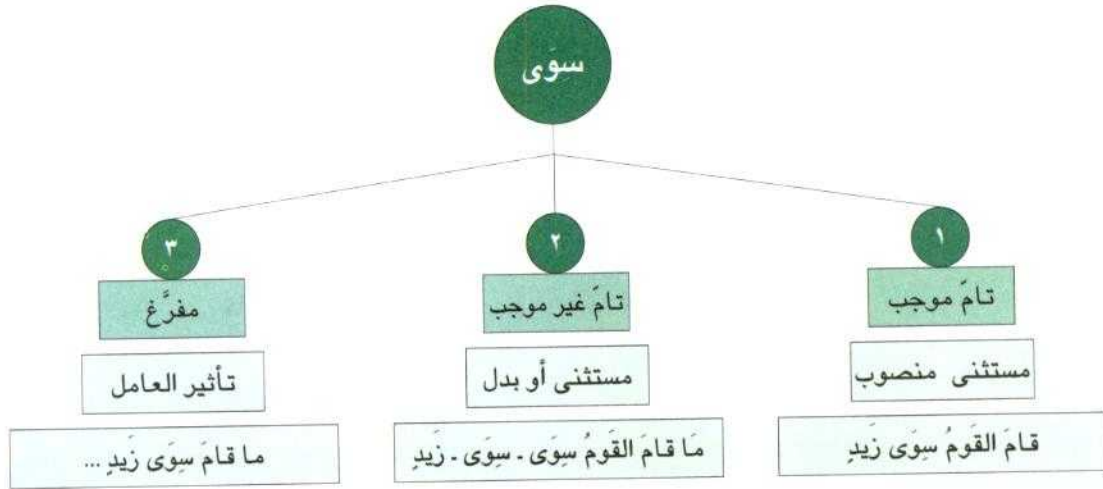 سِوَى
١
تامّ موجب
مستثنى منصوب
قامَ القَومُ سِوَى زَيدٍ
٢
تامّ غير موجب
مستثنى أو بدل
مَا قامَ القَومُ سِوَى ـ سِوَى ـ زَيدٍ
٣
مفرَّغ
تأثير العامل
ما قامَ سِوَى زَيدٍ ...